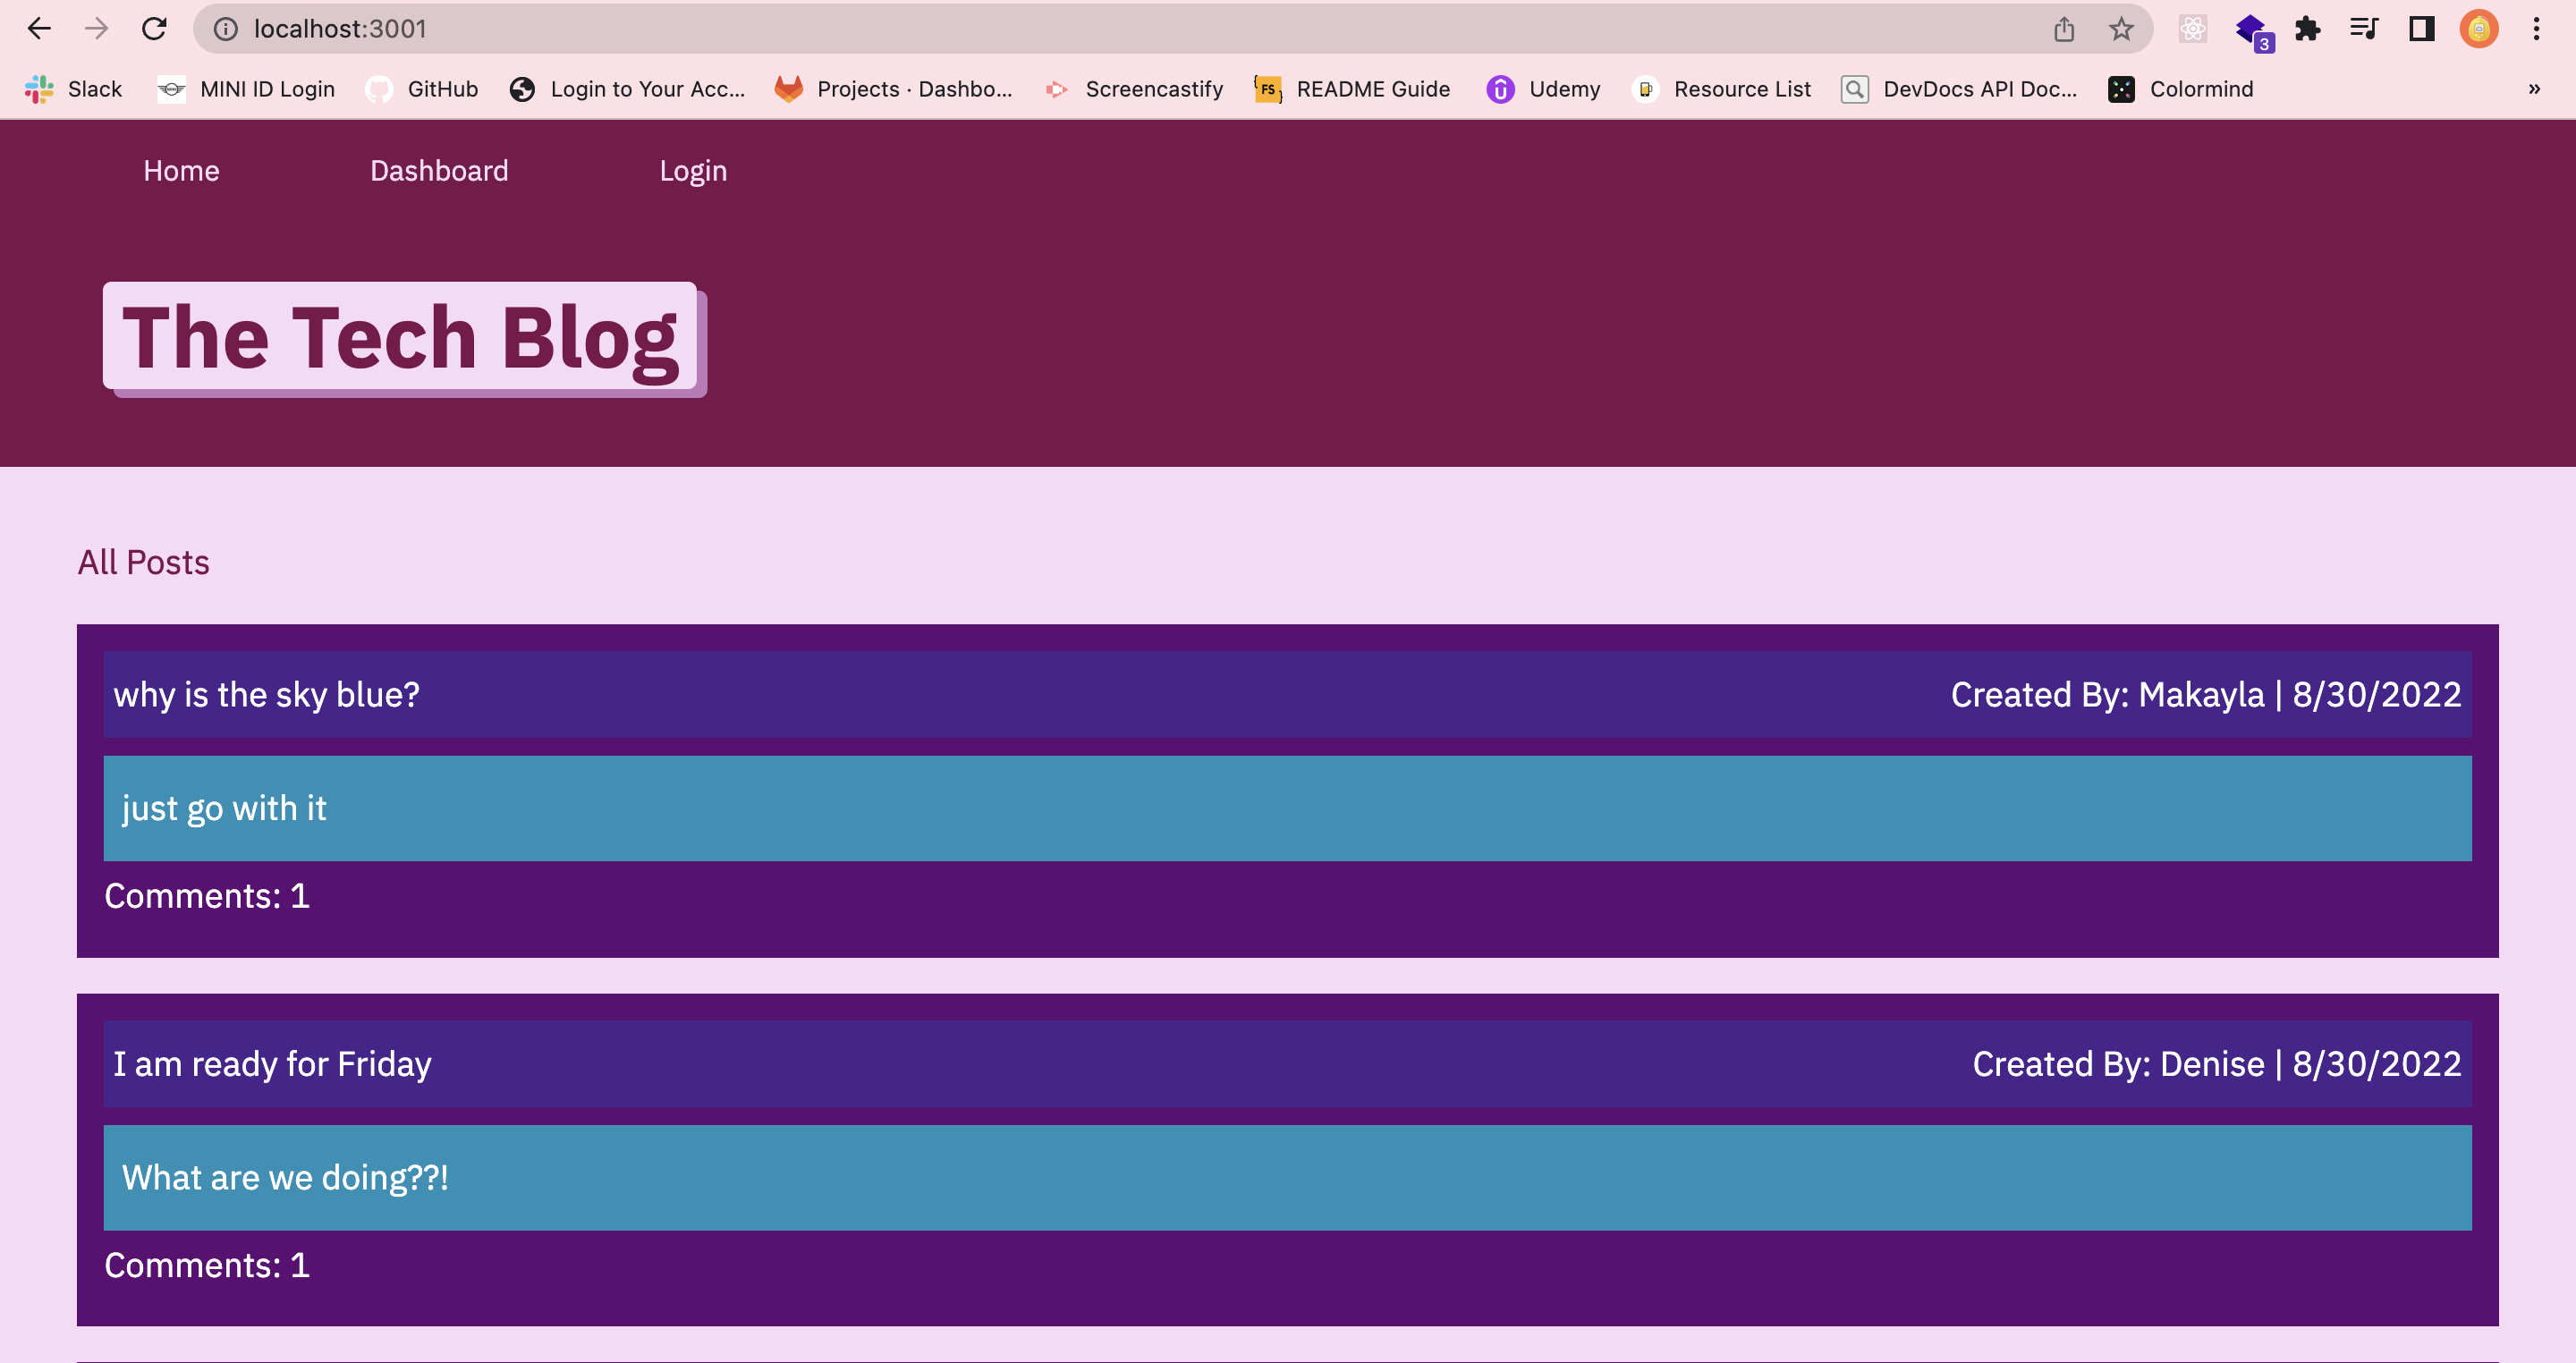 localhost:3001
3
Slack MINI ID Login GitHub Login to Your Acc... Projects · Dashbo... Screencastify FS README Guide Udemy Resource List DevDocs API Doc... Colormind »
Home Dashboard Login
The Tech Blog
All Posts
why is the sky blue? Created By: Makayla | 8/30/2022
just go with it
Comments: 1
I am ready for Friday Created By: Denise | 8/30/2022
What are we doing??!
Comments: 1